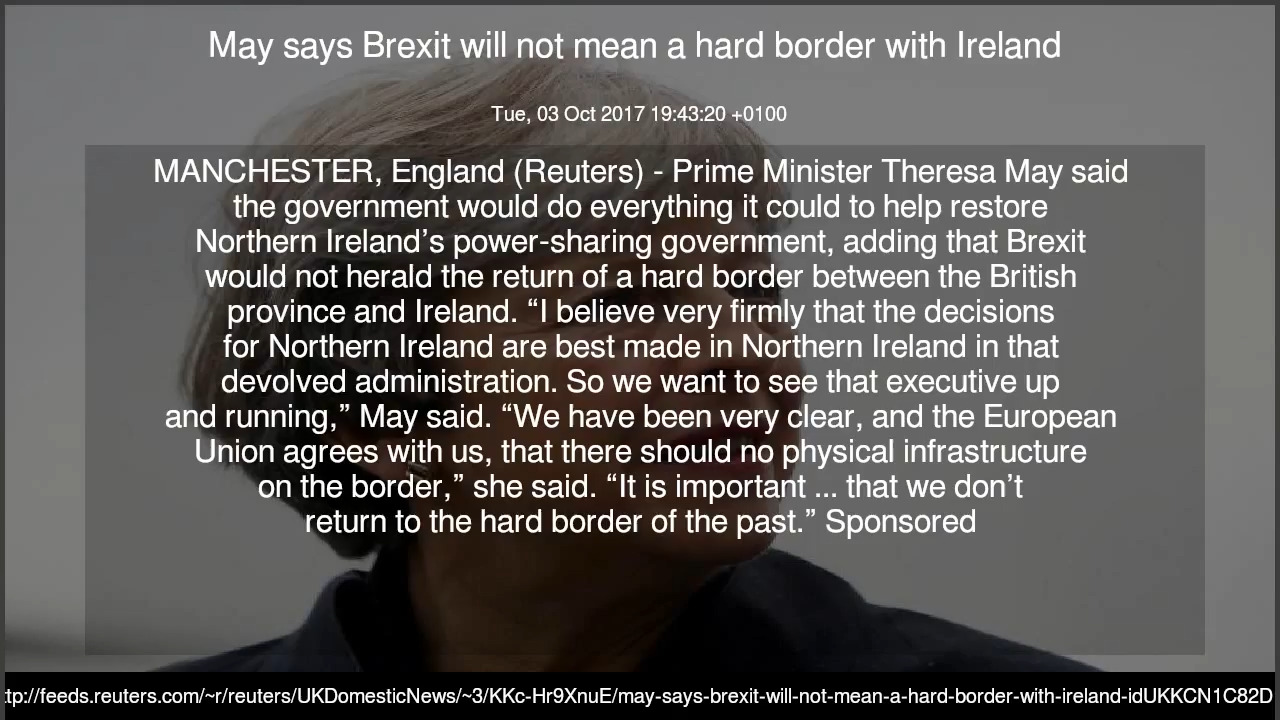 May says Brexit will not mean a hard border with Ireland
Tue, 03 Oct 2017 19:43:20 +0100
MANCHESTER, England (Reuters) - Prime Minister Theresa May said
the government would do everything it could to help restore
Northern Ireland’s power-sharing government, adding that Brexit
would not herald the return of a hard border between the British
province and Ireland. “I believe very firmly that the decisions
for Northern Ireland are best made in Northern Ireland in that
devolved administration. So we want to see that executive up
and running,” May said. “We have been very clear, and the European
Union agrees with us, that there should no physical infrastructure
on the border,” she said. “It is important ... that we don’t
return to the hard border of the past.” Sponsored
tp://feeds.reuters.com/~r/reuters/UKDomesticNews/~3/KKc-Hr9XnuE/may-says-brexit-will-not-mean-a-hard-border-with-ireland-idUKKCN1C82D